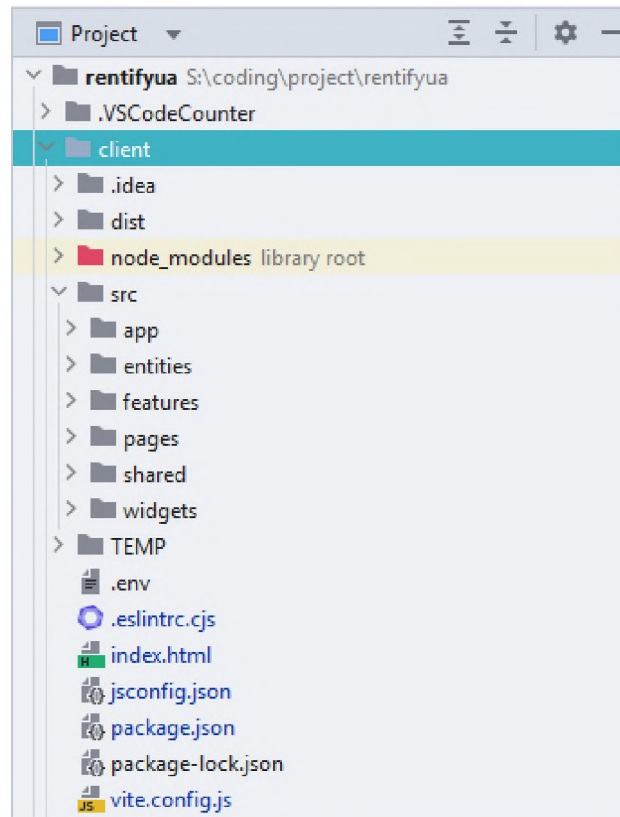 Project
rentifyua S:\coding\project\rentifyua
.VSCodeCounter
client
.idea
dist
node_modules library root
src
app
entities
features
pages
shared
widgets
TEMP
.env
.eslintrc.cjs
index.html
jsconfig.json
package.json
package-lock.json
vite.config.js